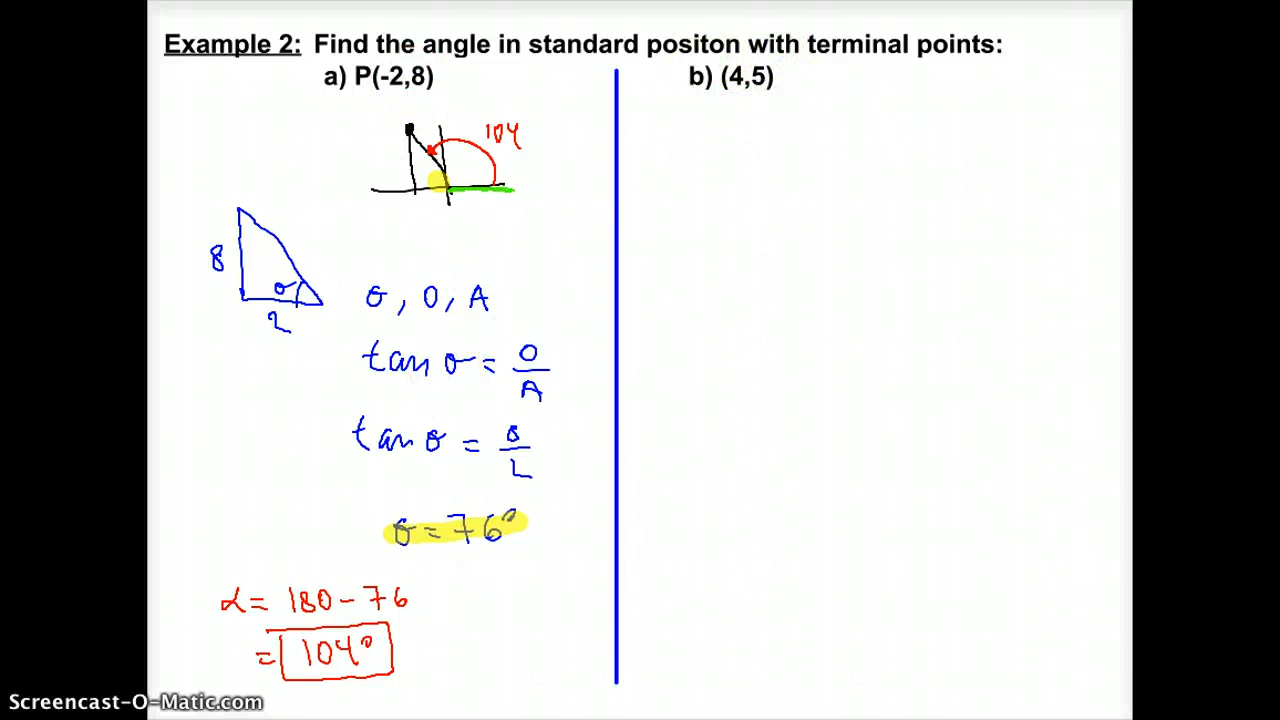 Example 2: Find the angle in standard positon with terminal points:
a) P(-2,8)
b) (4,5)
104
8
θ
2
θ, O, A
tan θ = O/A
tan θ = 8/2
θ = 76°
α = 180 - 76
= 104°
Screencast-O-Matic.com